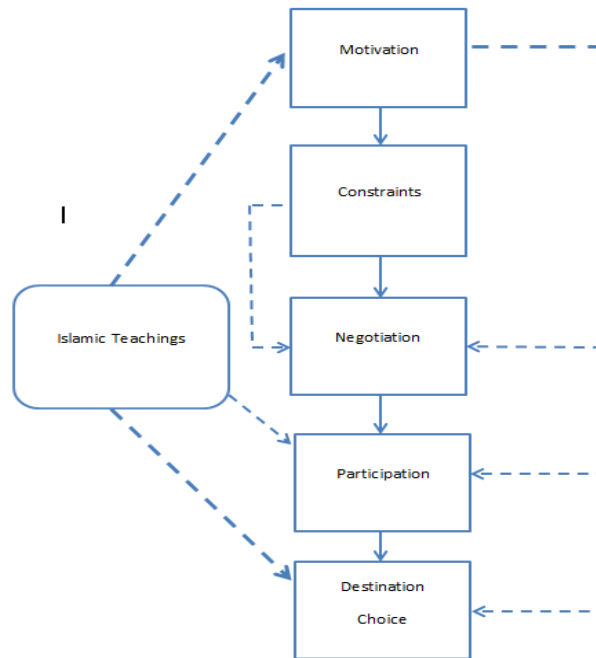 Motivation
Constraints
I
Islamic Teachings
Negotiation
Participation
Destination
Choice